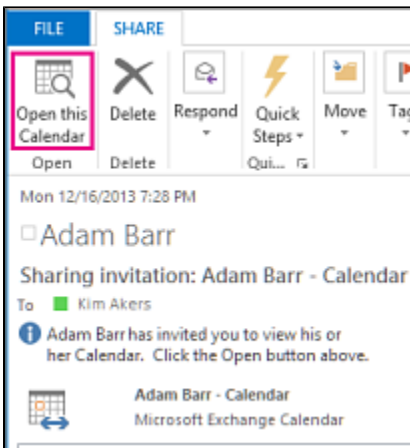 FILE SHARE
Open this Calendar
Delete
Respond
Quick Steps
Move
Open
Delete
Qui...
Mon 12/16/2013 7:28 PM
Adam Barr
Sharing invitation: Adam Barr - Calendar
To Kim Akers
Adam Barr has invited you to view his or
her Calendar. Click the Open button above.
Adam Barr - Calendar
Microsoft Exchange Calendar